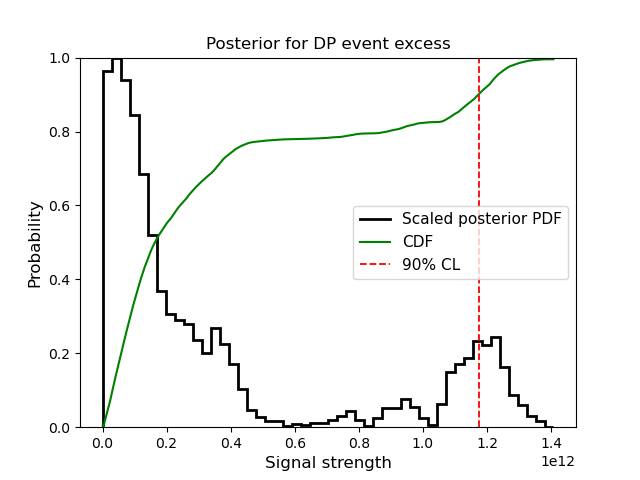 Posterior for DP event excess
Probability
1.0
0.8
0.6
0.4
0.2
0.0
Scaled posterior PDF
CDF
90% CL
0.0 0.2 0.4 0.6 0.8 1.0 1.2 1.4
1e12
Signal strength